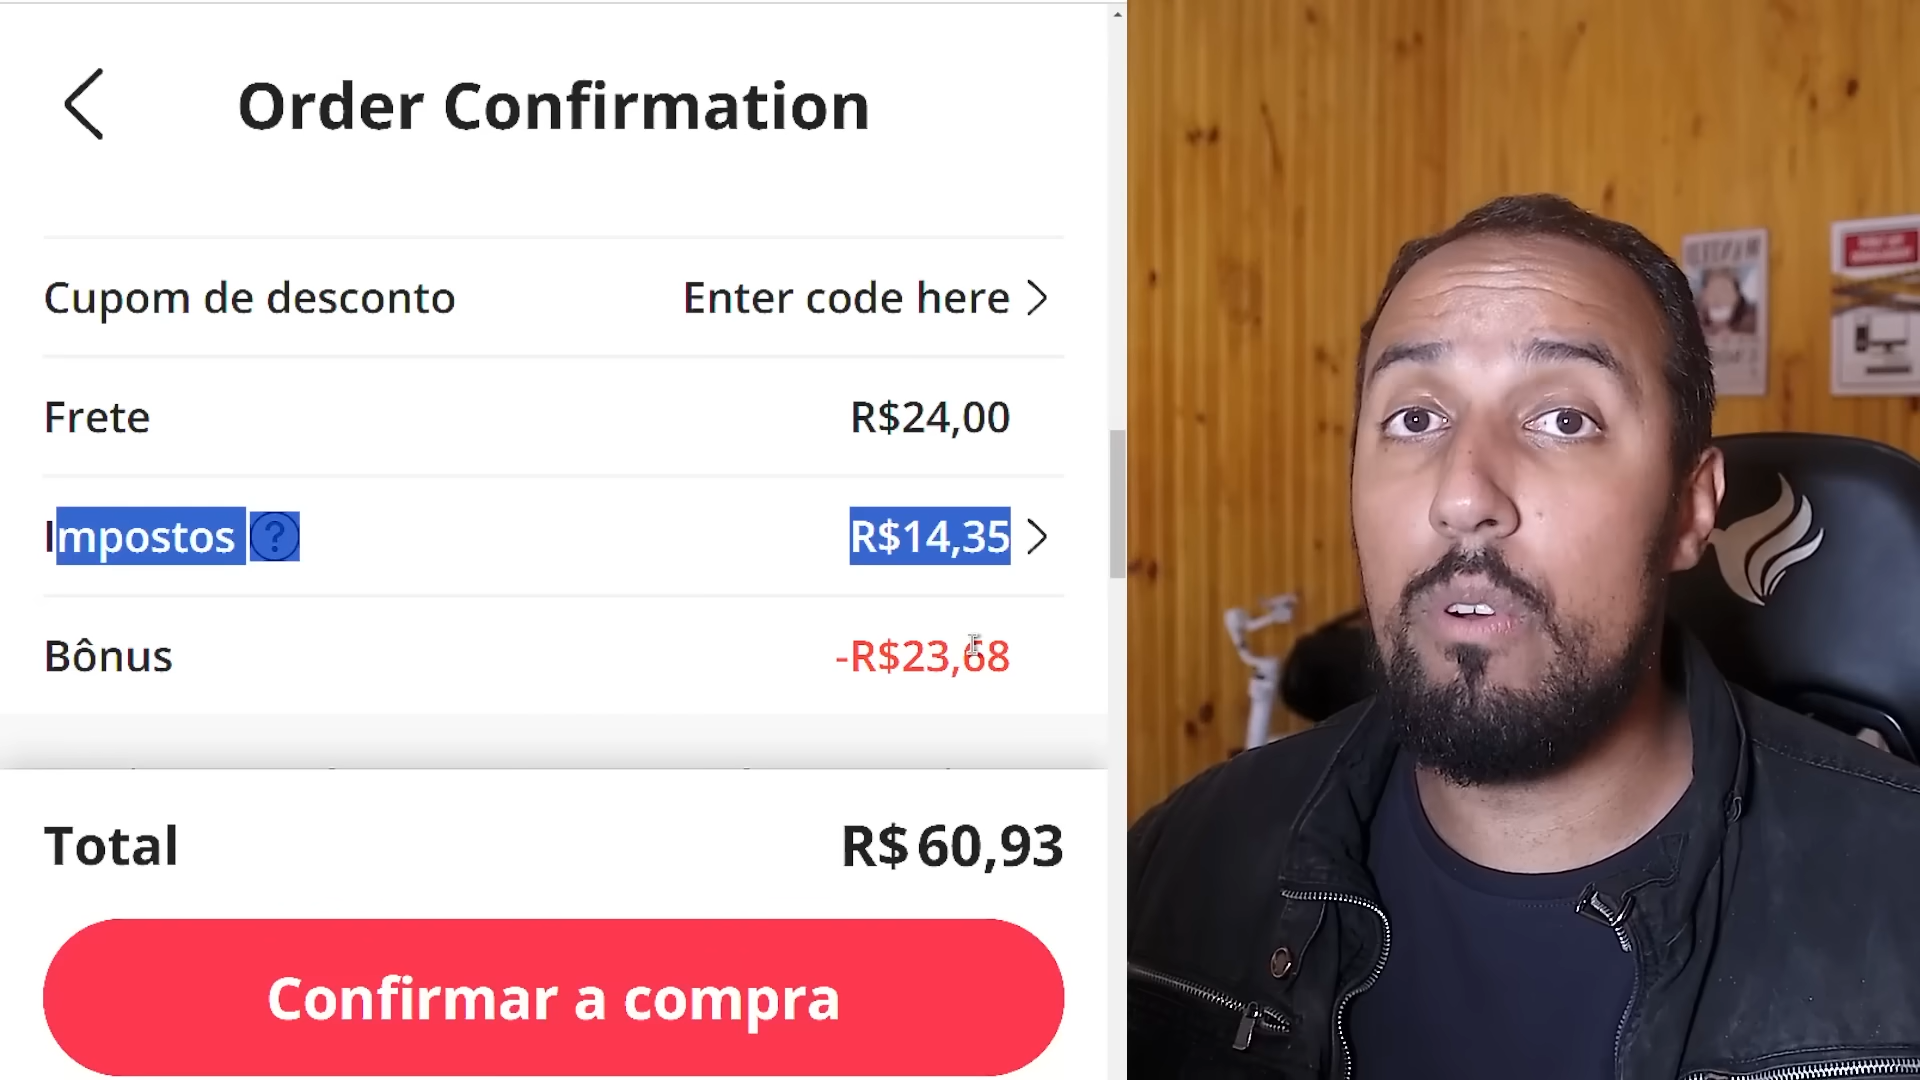 Order Confirmation
Cupom de desconto Enter code here
Frete R$24,00
Impostos ? R$14,35
Bônus -R$23,68
Total R$60,93
Confirmar a compra